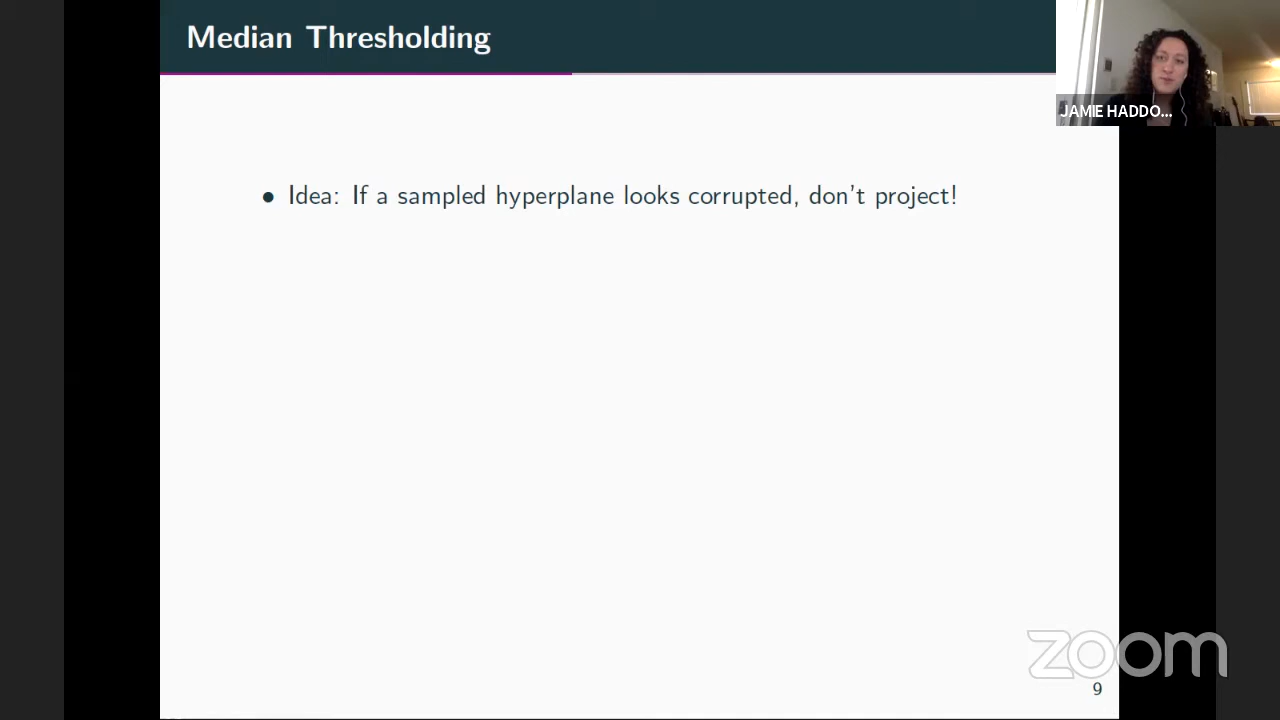 Median Thresholding
JAMIE HADDO...
• Idea: If a sampled hyperplane looks corrupted, don't project!
zoom
9